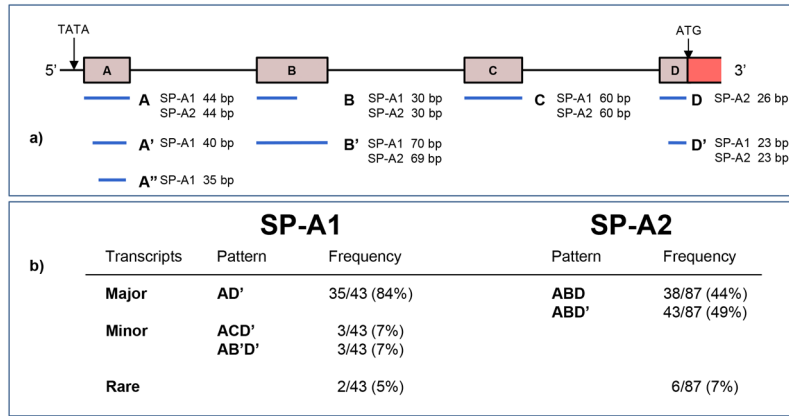 TATA
ATG
5’ A B C D 3’
A SP-A1 44 bp
SP-A2 44 bp
B SP-A1 30 bp
SP-A2 30 bp
C SP-A1 60 bp
SP-A2 60 bp
D SP-A2 26 bp
a)
A’ SP-A1 40 bp
B’ SP-A1 70 bp
SP-A2 69 bp
D’ SP-A1 23 bp
SP-A2 23 bp
A” SP-A1 35 bp
SP-A1 SP-A2
b)
Transcripts Pattern Frequency Pattern Frequency
Major AD’ 35/43 (84%) ABD 38/87 (44%)
ABD’ 43/87 (49%)
Minor ACD’ 3/43 (7%)
AB’D’ 3/43 (7%)
Rare 2/43 (5%) 6/87 (7%)